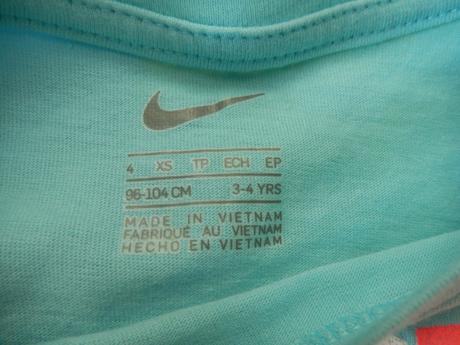 4 XS TP ECH EP
96-104 CM 3-4 YRS
MADE IN VIETNAM
FABRIQUÉ AU VIETNAM
HECHO EN VIETNAM